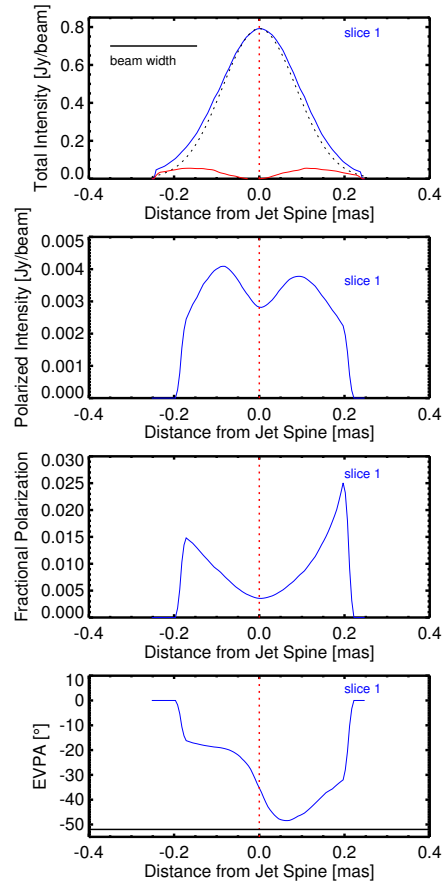 Total Intensity [Jy/beam]
0.8
0.6
0.4
0.2
0.0
beam width
slice 1
-0.4 -0.2 0.0 0.2 0.4
Distance from Jet Spine [mas]
Polarized Intensity [Jy/beam]
0.005
0.004
0.003
0.002
0.001
0.000
slice 1
-0.4 -0.2 0.0 0.2 0.4
Distance from Jet Spine [mas]
Fractional Polarization
0.030
0.025
0.020
0.015
0.010
0.005
0.000
slice 1
-0.4 -0.2 0.0 0.2 0.4
Distance from Jet Spine [mas]
EVPA [°]
10
0
-10
-20
-30
-40
-50
slice 1
-0.4 -0.2 0.0 0.2 0.4
Distance from Jet Spine [mas]